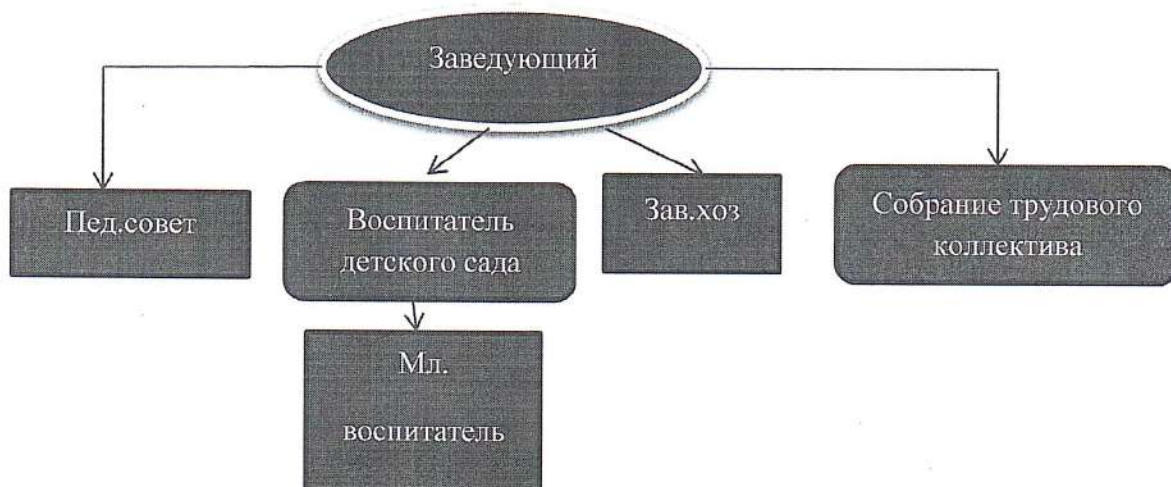 Заведующий
Пед.совет
Воспитатель
детского сада
Зав.хоз
Собрание трудового
коллектива
Мл.
воспитатель